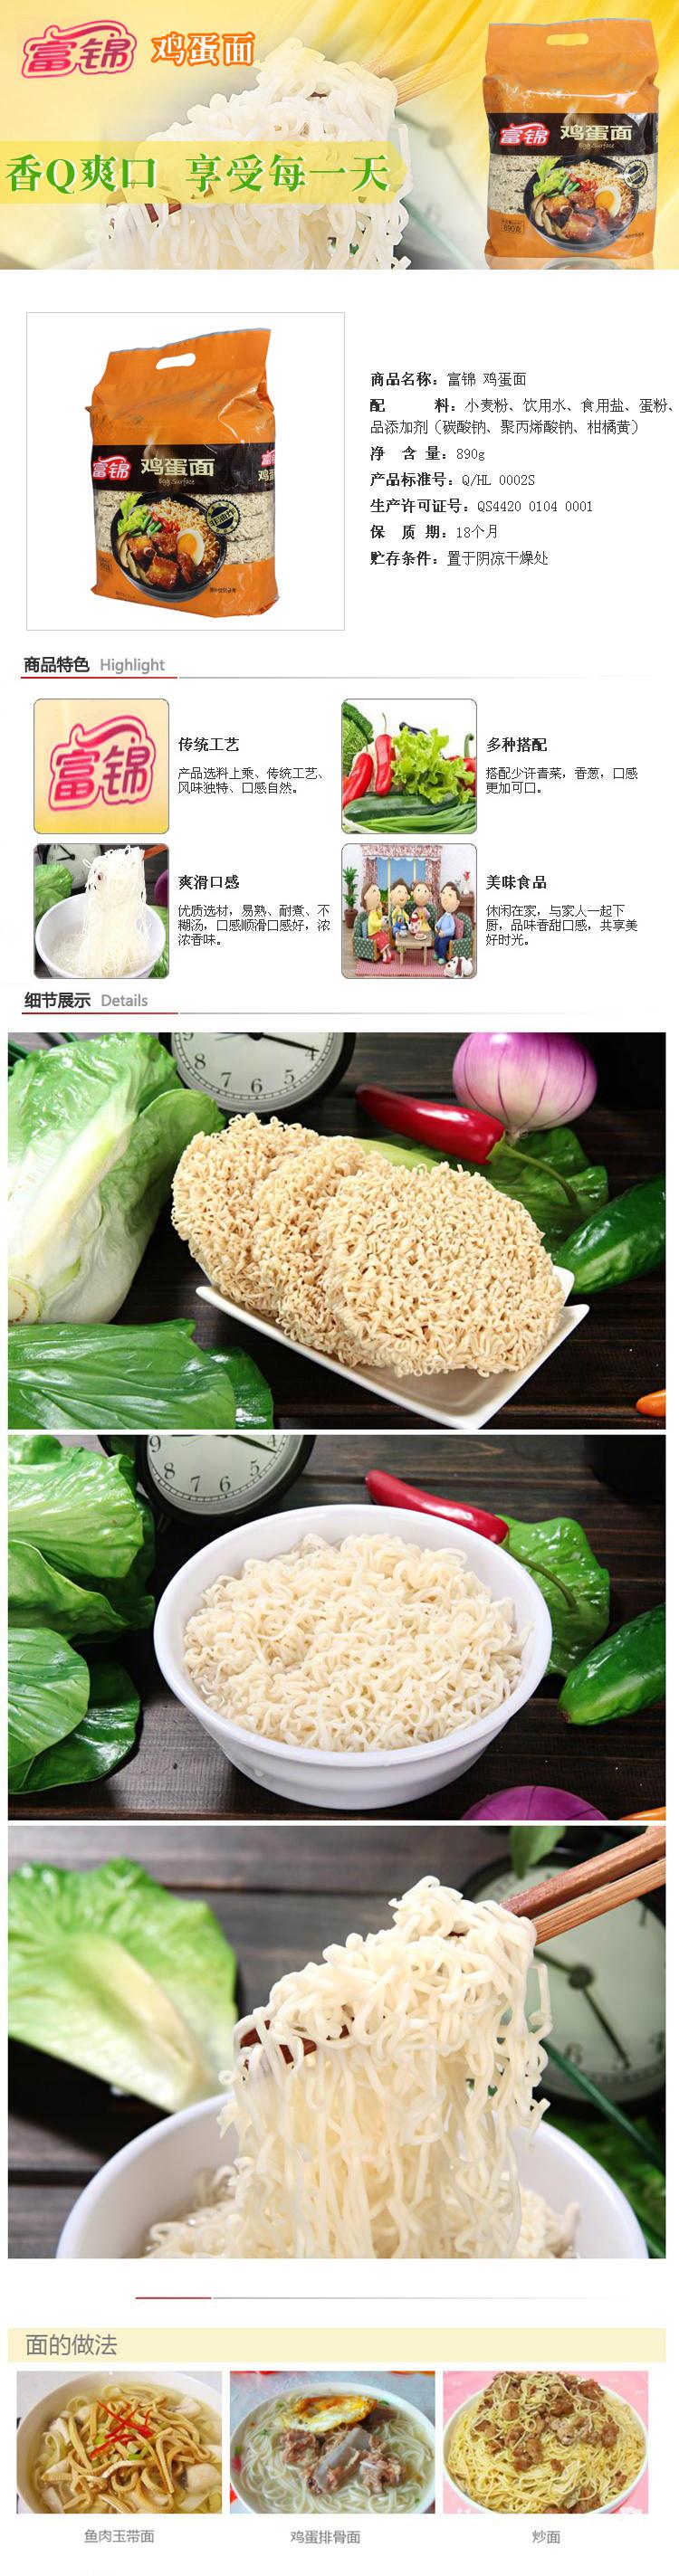 富锦 鸡蛋面
富锦 鸡蛋面
Egg Surface
香Q爽口 享受每一天
890克
商品名称：富锦 鸡蛋面
配 料：小麦粉、饮用水、食用盐、蛋粉、
品添加剂（碳酸钠、聚丙烯酸钠、柑橘黄）
净 含 量：890g
产品标准号：Q/HL 0002S
生产许可证号：QS4420 0104 0001
保 质 期：18个月
贮存条件：置于阴凉干燥处
富锦 鸡蛋面
Egg Surface
非油炸
商品特色 Highlight
富锦
传统工艺
产品选料上乘、传统工艺、
风味独特、口感自然。
多种搭配
搭配少许青菜，香葱，口感
更加可口。
爽滑口感
优质选材，易熟、耐煮、不
糊汤，口感顺滑口感好，浓
浓香味。
美味食品
休闲在家，与家人一起下
厨，品味香甜口感，共享美
好时光。
细节展示 Details
面的做法
鱼肉玉带面
鸡蛋排骨面
炒面